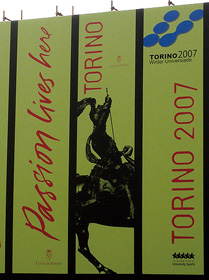 Passion lives here
TORINO
TORINO 2007
Winter Universiade
TORINO 2007